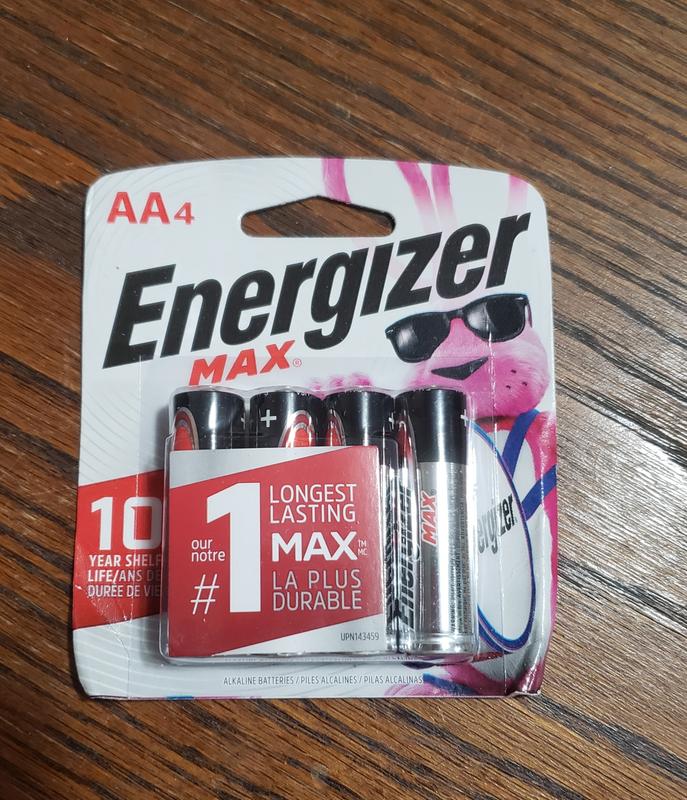 AA4
Energizer
MAX®
10
YEAR SHELF
LIFE/ANS DE
DURÉE DE VIE
our
notre
#1
LONGEST
LASTING
MAX™ MC
LA PLUS
DURABLE
UPN143459
+
Energizer
MAX
ergizer
ALKALINE BATTERIES / PILES ALCALINES / PILAS ALCALINAS